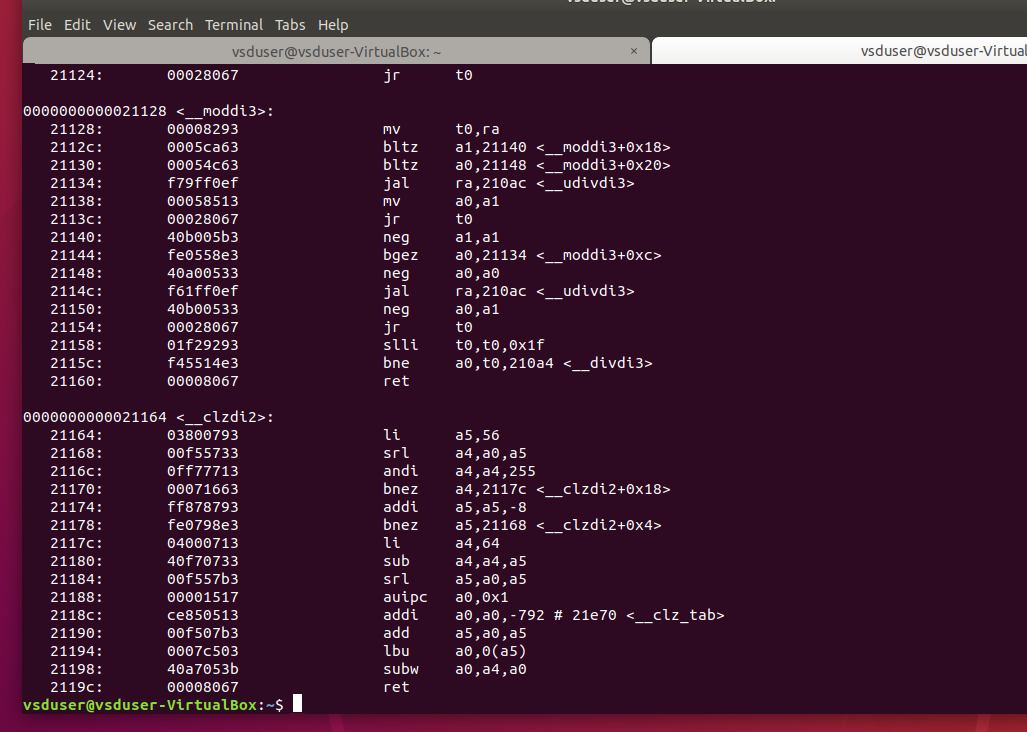 File Edit View Search Terminal Tabs Help
vsduser@vsduser-VirtualBox: ~ × vsduser@vsduser-Virtual
21124: 00028067 jr t0
0000000000021128 <__moddi3>:
21128: 00008293 mv t0,ra
2112c: 0005ca63 bltz a1,21140 <__moddi3+0x18>
21130: 00054c63 bltz a0,21148 <__moddi3+0x20>
21134: f79ff0ef jal ra,210ac <__udivdi3>
21138: 00058513 mv a0,a1
2113c: 00028067 jr t0
21140: 40b005b3 neg a1,a1
21144: fe0558e3 bgez a0,21134 <__moddi3+0xc>
21148: 40a00533 neg a0,a0
2114c: f61ff0ef jal ra,210ac <__udivdi3>
21150: 40b00533 neg a0,a1
21154: 00028067 jr t0
21158: 01f29293 slli t0,t0,0x1f
2115c: f45514e3 bne a0,t0,210a4 <__divdi3>
21160: 00008067 ret
0000000000021164 <__clzdi2>:
21164: 03800793 li a5,56
21168: 00f55733 srl a4,a0,a5
2116c: 0ff77713 andi a4,a4,255
21170: 00071663 bnez a4,2117c <__clzdi2+0x18>
21174: ff878793 addi a5,a5,-8
21178: fe0798e3 bnez a5,21168 <__clzdi2+0x4>
2117c: 04000713 li a4,64
21180: 40f70733 sub a4,a4,a5
21184: 00f557b3 srl a5,a0,a5
21188: 00001517 auipc a0,0x1
2118c: ce850513 addi a0,a0,-792 # 21e70 <__clz_tab>
21190: 00f507b3 add a5,a0,a5
21194: 0007c503 lbu a0,0(a5)
21198: 40a7053b subw a0,a4,a0
2119c: 00008067 ret
vsduser@vsduser-VirtualBox:~$